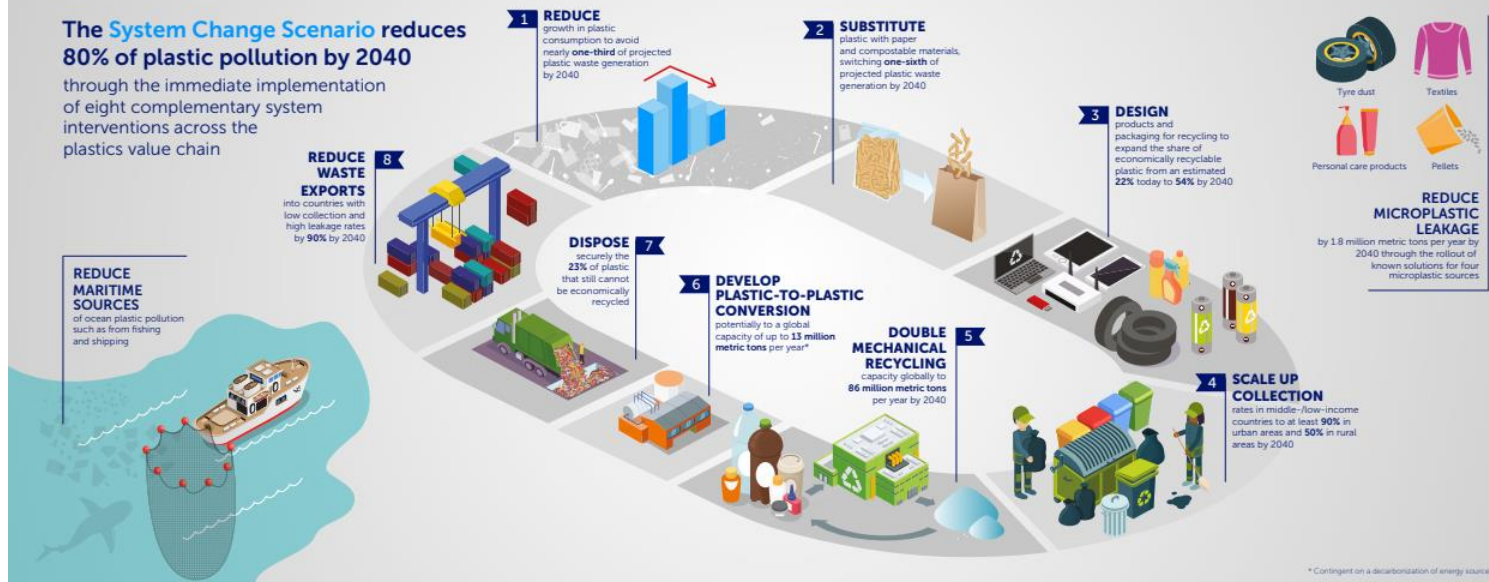 The System Change Scenario reduces
80% of plastic pollution by 2040
through the immediate implementation
of eight complementary system
interventions across the
plastics value chain
1
REDUCE
growth in plastic
consumption to avoid
nearly one-third of projected
plastic waste generation
by 2040
2
SUBSTITUTE
plastic with paper
and compostable materials,
switching one-sixth of
projected plastic waste
generation by 2040
3
DESIGN
products and
packaging for recycling to
expand the share of
economically recyclable
plastic from an estimated
22% today to 54% by 2040
4
SCALE UP
COLLECTION
rates in middle-/low-income
countries to at least 90% in
urban areas and 50% in rural
areas by 2040
5
DOUBLE
MECHANICAL
RECYCLING
capacity globally to
86 million metric tons
per year by 2040
6
DEVELOP
PLASTIC-TO-PLASTIC
CONVERSION
potentially to a global
capacity of up to 13 million
metric tons per year*
7
DISPOSE
securely the
23% of plastic
that still cannot
be economically
recycled
8
REDUCE
WASTE
EXPORTS
into countries with
low collection and
high leakage rates
by 90% by 2040
REDUCE
MARITIME
SOURCES
of ocean plastic pollution
such as from fishing
and shipping
Tyre dust
Textiles
Personal care products
Pellets
REDUCE
MICROPLASTIC
LEAKAGE
by 1.8 million metric tons per year by
2040 through the rollout of
known solutions for four
microplastic sources
* Contingent on a decarbonization of energy source